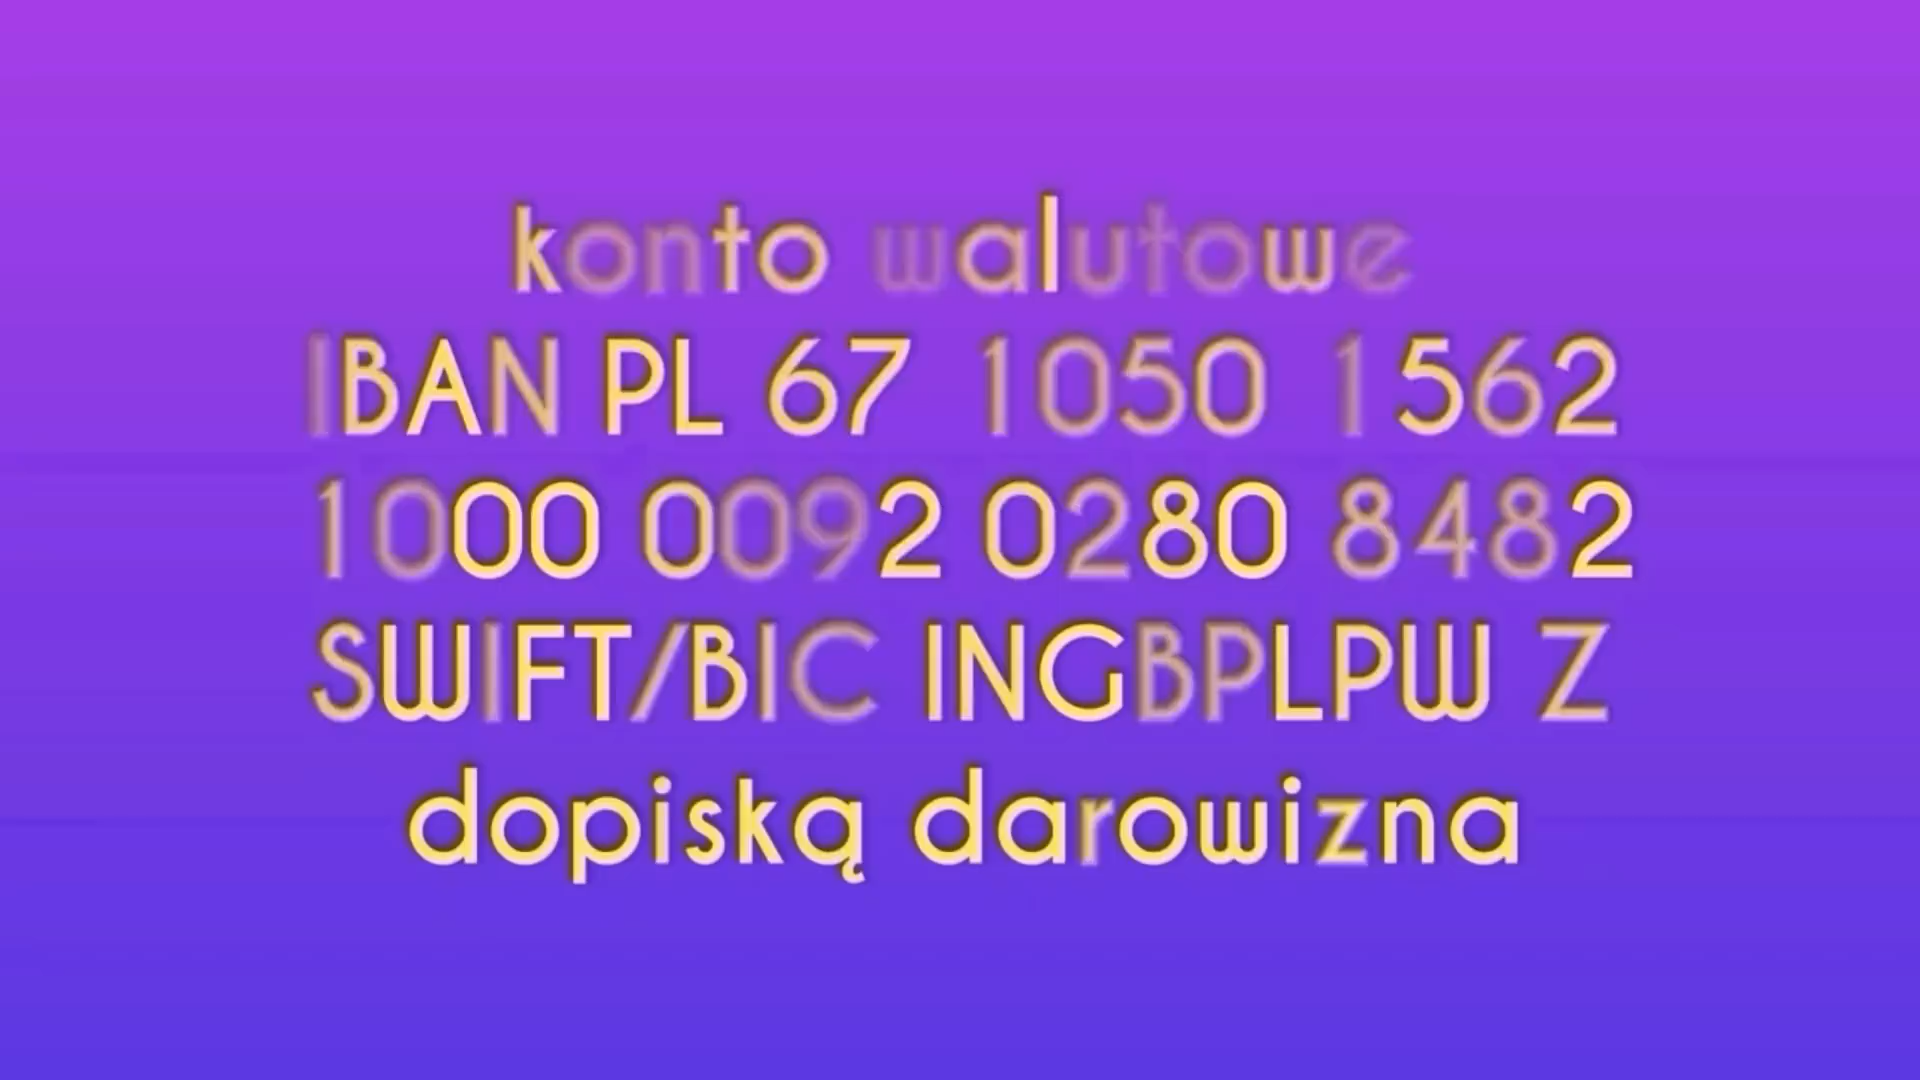 konto walutowe
IBAN PL 67 1050 1562
1000 0092 0280 8482
SWIFT/BIC INGBPLPW Z
dopiską darowizna